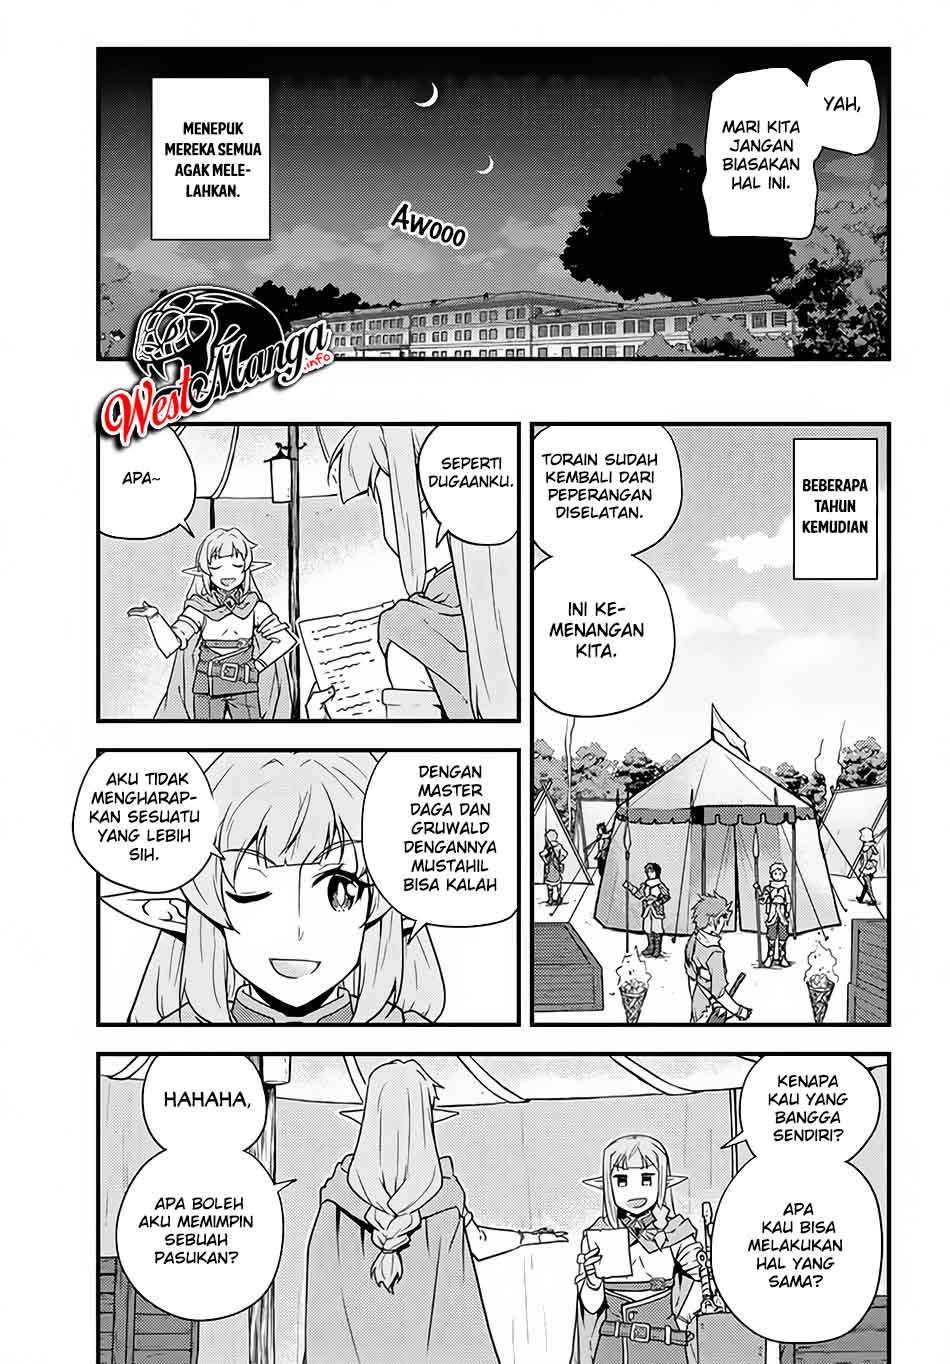 YAH,
MARI KITA
JANGAN
BIASAKAN
HAL INI.
MENEPUK
MEREKA SEMUA
AGAK MELE-
LAHKAN.
AWOOO
WESTMANGA
.info
BEBERAPA
TAHUN
KEMUDIAN
TORAIN SUDAH
KEMBALI DARI
PEPERANGAN
DISELATAN.
INI KE-
MENANGAN
KITA.
SEPERTI
DUGAANKU.
APA~
DENGAN
MASTER
DAGA DAN
GRUWALD
DENGANNYA
MUSTAHIL
BISA KALAH
AKU TIDAK
MENGHARAP-
KAN SESUATU
YANG LEBIH
SIH.
KENAPA
KAU YANG
BANGGA
SENDIRI?
APA
KAU BISA
MELAKUKAN
HAL YANG
SAMA?
HAHAHA,
APA BOLEH
AKU MEMIMPIN
SEBUAH
PASUKAN?